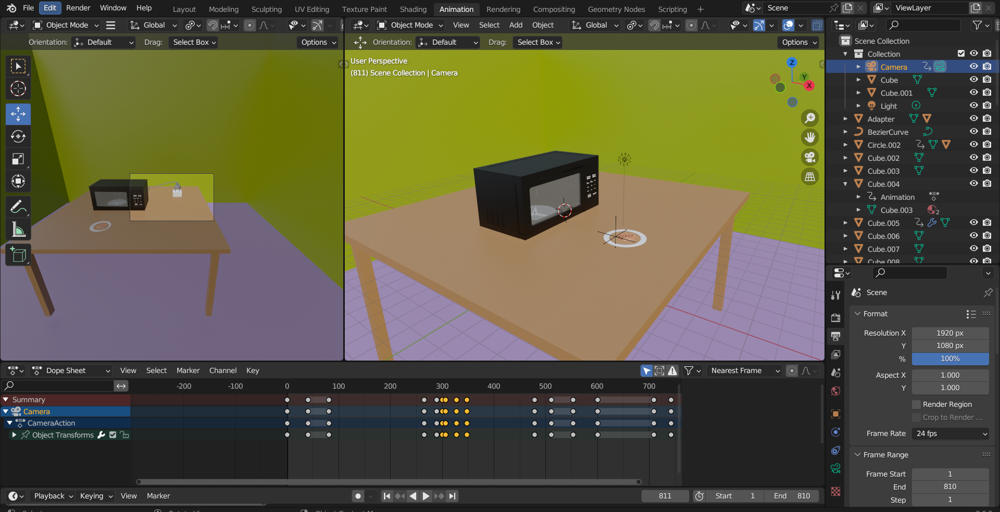 File Edit Render Window Help
Layout Modeling Sculpting UV Editing Texture Paint Shading Animation Rendering Compositing Geometry Nodes Scripting +
Scene
ViewLayer
Object Mode
Global
Orientation: Default Drag: Select Box Options
Object Mode View Select Add Object Global
Orientation: Default Drag: Select Box Options
User Perspective
(811) Scene Collection | Camera
Z
Y
X
Scene Collection
Collection
Camera
Cube
Cube.001
Light
Adapter
BezierCurve
Circle.002
Cube.002
Cube.003
Cube.004
Animation
Cube.003 2
Cube.005
Cube.006
Cube.007
Cube.008
Scene
Format
Resolution X 1920 px
Y 1080 px
% 100%
Aspect X 1.000
Y 1.000
Render Region
Crop to Render ...
Frame Rate 24 fps
Frame Range
Frame Start 1
End 810
Step 1
Dope Sheet View Select Marker Channel Key Nearest Frame
-200 -100 0 100 200 300 400 500 600 700
Summary
Camera
CameraAction
Object Transforms
Playback Keying View Marker 811 Start 1 End 810